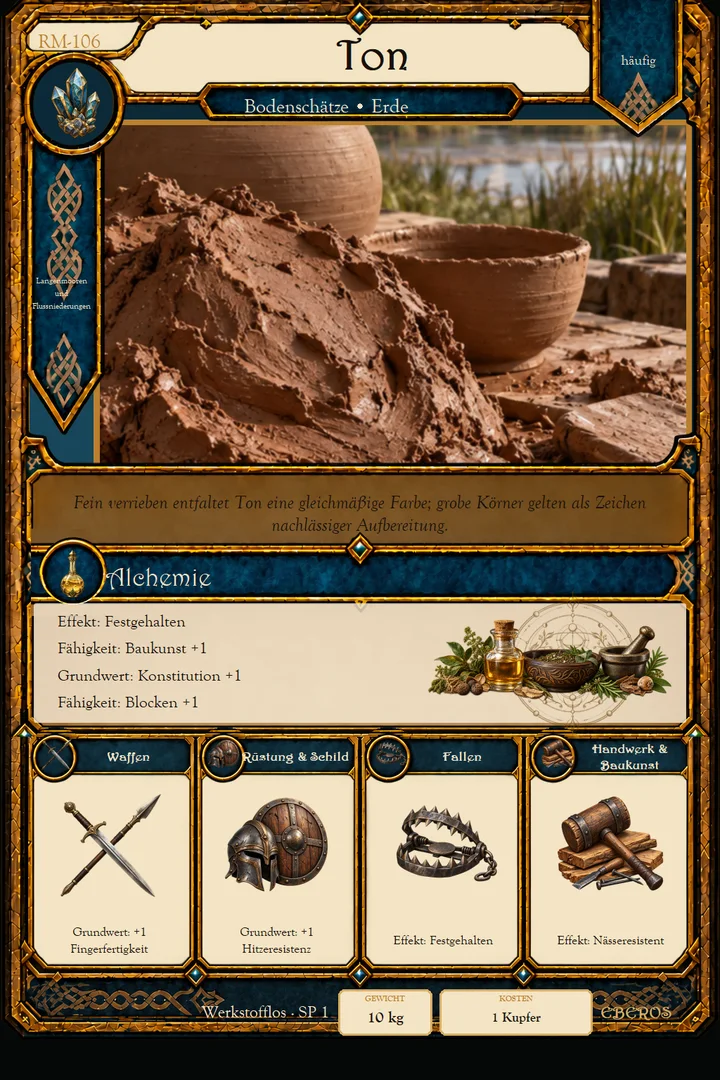 RM-106
Ton
häufig
Bodenschätze • Erde
Langenmooren
und
Flussniederungen
Fein verrieben entfaltet Ton eine gleichmäßige Farbe; grobe Körner gelten als Zeichen
nachlässiger Aufbereitung.
Alchemie
Effekt: Festgehalten
Fähigkeit: Baukunst +1
Grundwert: Konstitution +1
Fähigkeit: Blocken +1
Waffen
Rüstung & Schild
Fallen
Handwerk &
Baukunst
Grundwert: +1
Fingerfertigkeit
Grundwert: +1
Hitzeresistenz
Effekt: Festgehalten
Effekt: Nässeresistent
Werkstofflos · SP 1
GEWICHT
10 kg
KOSTEN
1 Kupfer
EBEROS